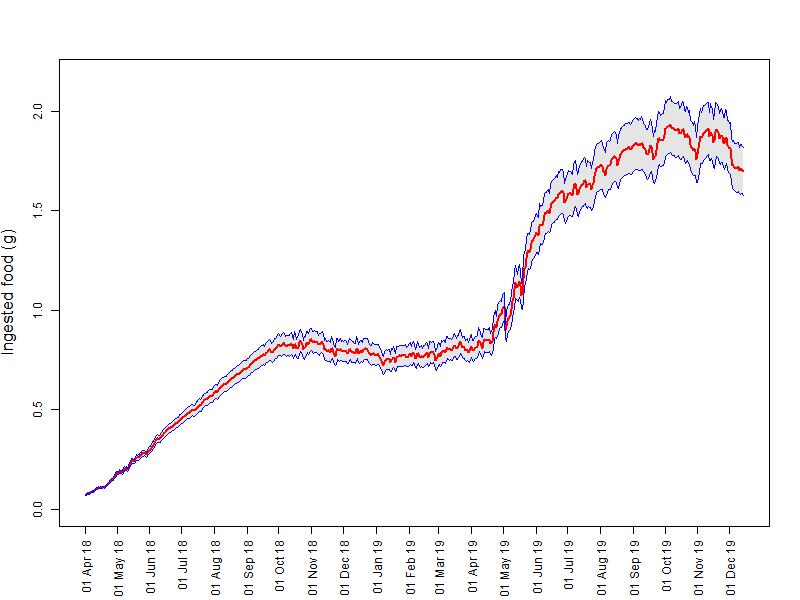 Ingested food (g)
2.0
1.5
1.0
0.5
0.0
01 Apr 18
01 May 18
01 Jun 18
01 Jul 18
01 Aug 18
01 Sep 18
01 Oct 18
01 Nov 18
01 Dec 18
01 Jan 19
01 Feb 19
01 Mar 19
01 Apr 19
01 May 19
01 Jun 19
01 Jul 19
01 Aug 19
01 Sep 19
01 Oct 19
01 Nov 19
01 Dec 19